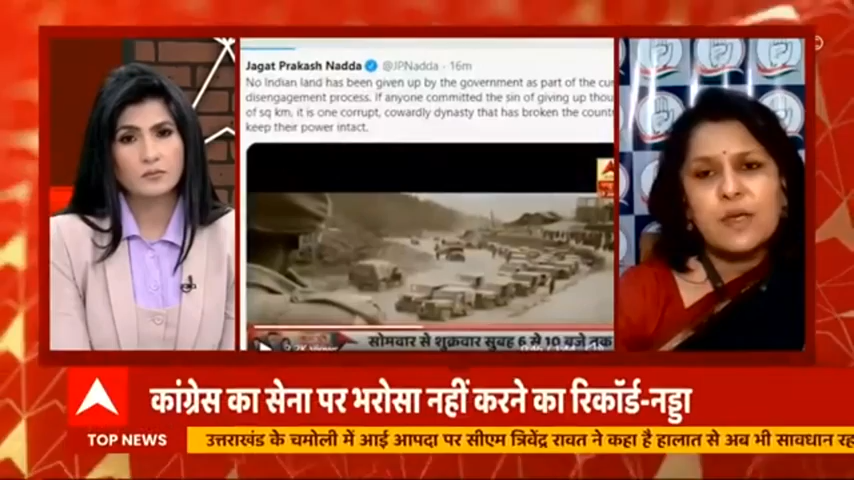 Jagat Prakash Nadda @JPNadda · 16m
No Indian land has been given up by the government as part of the
disengagement process. If anyone committed the sin of giving up
of sq km, it is one corrupt, cowardly dynasty that has broken the
keep their power intact.
सोमवार से शुक्रवार सुबह 6 से 10 बजे तक
कांग्रेस का सेना पर भरोसा नहीं करने का रिकॉर्ड-नड्डा
TOP NEWS
उत्तराखंड के चमोली में आई आपदा पर सीएम त्रिवेंद्र रावत ने कहा है हालात से अब भी सावधान रह